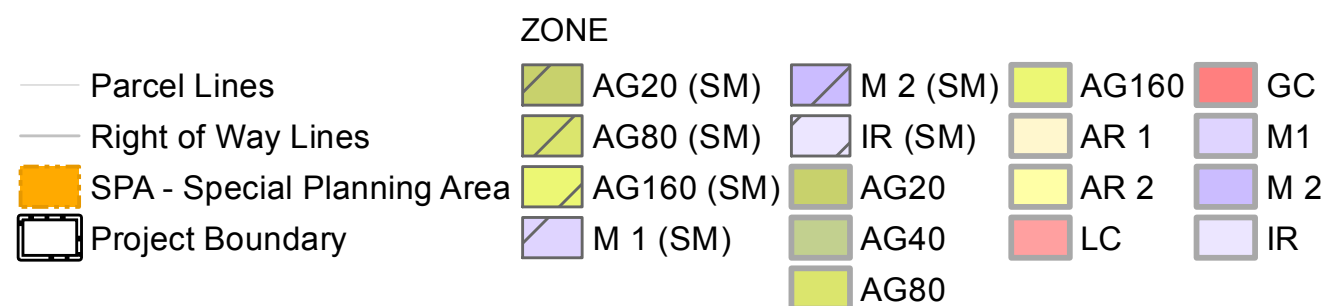 ZONE
Parcel Lines
Right of Way Lines
SPA - Special Planning Area
Project Boundary
AG20 (SM)
AG80 (SM)
AG160 (SM)
M 1 (SM)
M 2 (SM)
IR (SM)
AG20
AG40
AG80
AG160
AR 1
AR 2
LC
GC
M1
M 2
IR